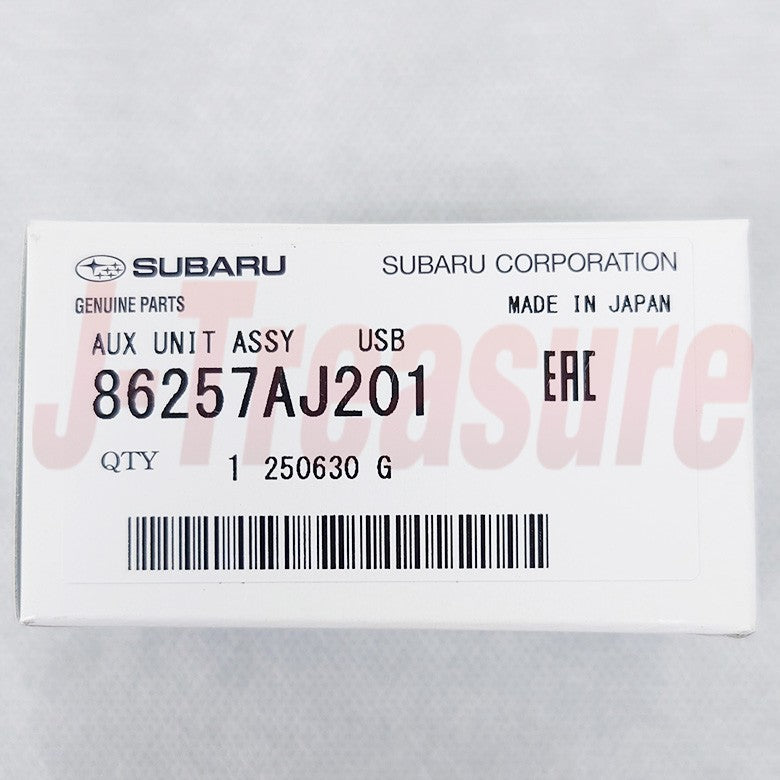 SUBARU SUBARU CORPORATION
GENUINE PARTS MADE IN JAPAN
AUX UNIT ASSY USB
86257AJ201 EAC
QTY 1 250630 G
J-Treasure